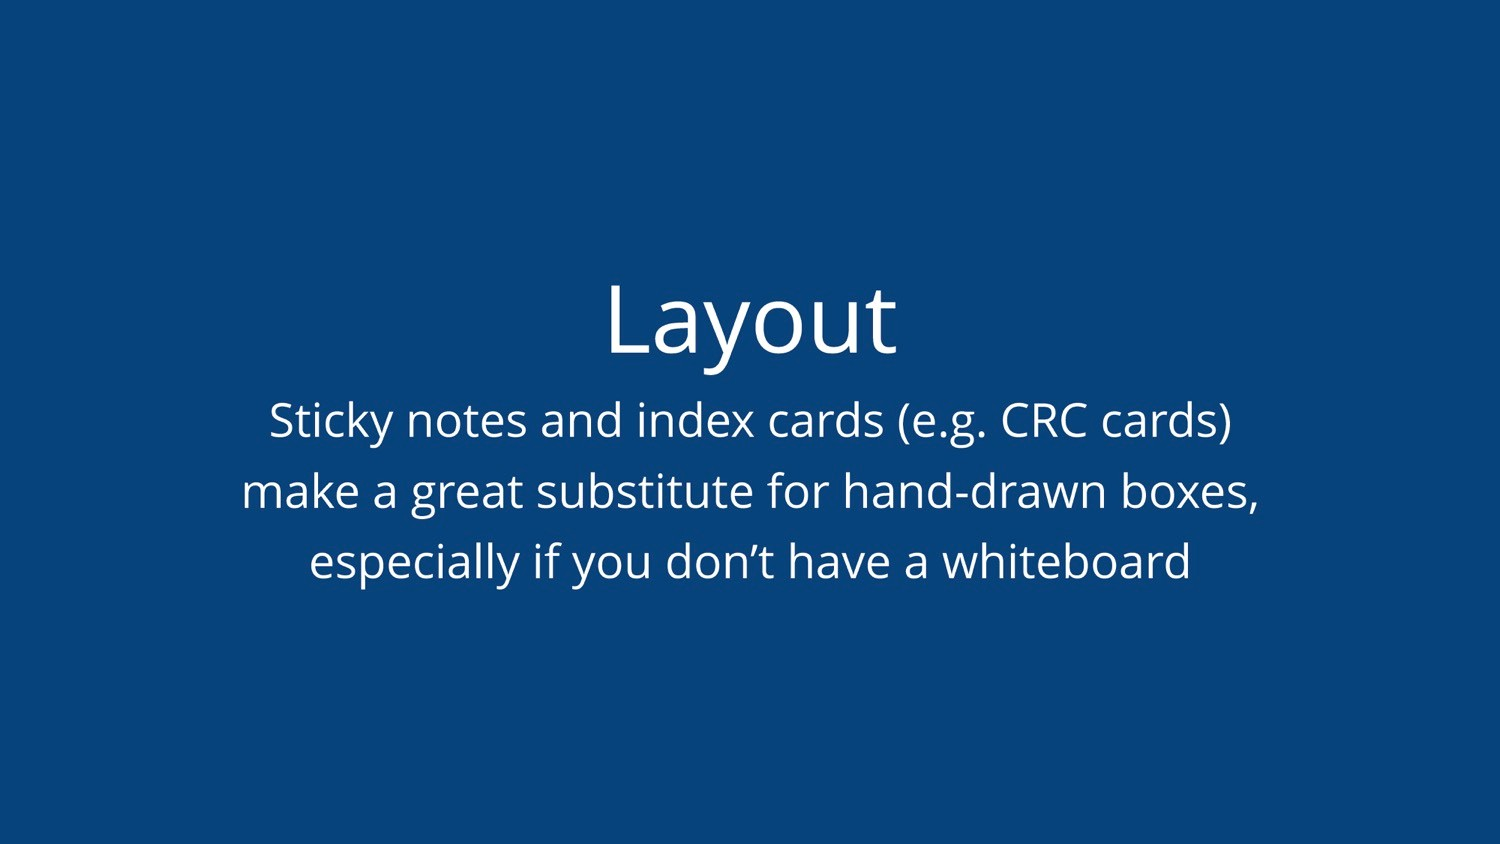 Layout
Sticky notes and index cards (e.g. CRC cards)
make a great substitute for hand-drawn boxes,
especially if you don’t have a whiteboard